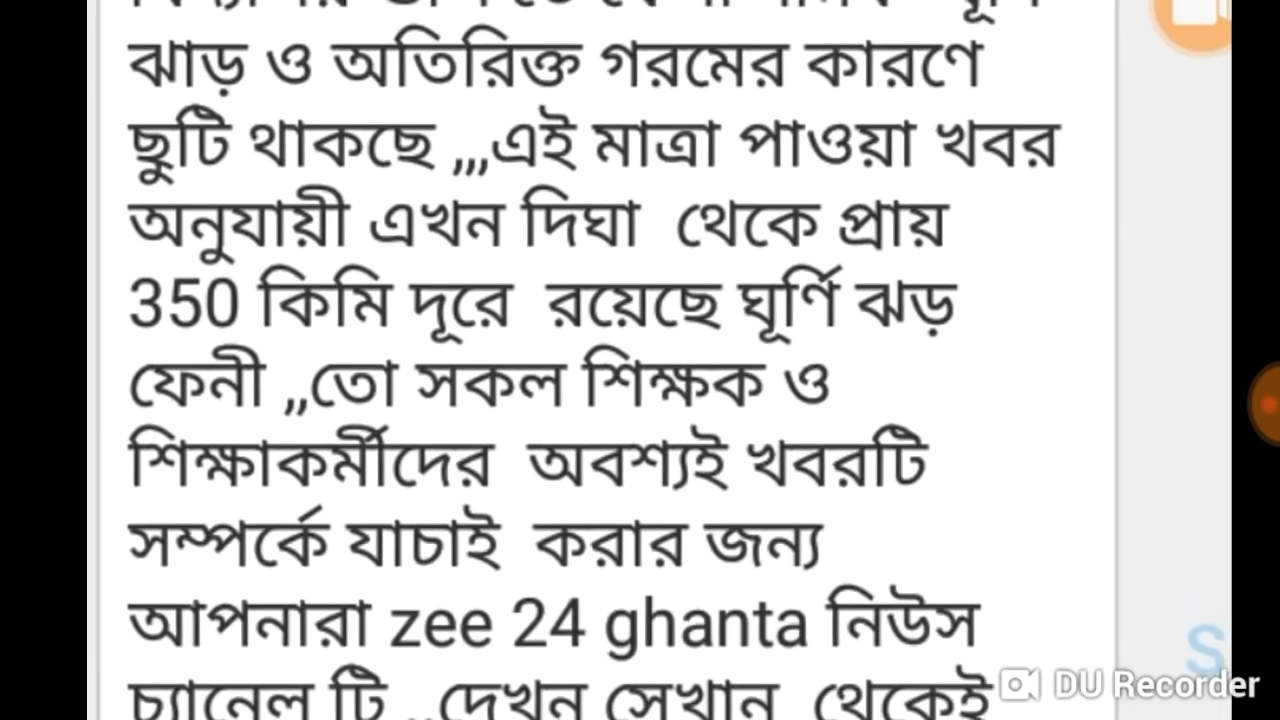 ঝাড় ও অতিরিক্ত গরমের কারণে
ছুটি থাকছে ,,,এই মাত্রা পাওয়া খবর
অনুযায়ী এখন দিঘা থেকে প্রায়
350 কিমি দূরে রয়েছে ঘূর্ণি ঝড়
ফেনী ,,তো সকল শিক্ষক ও
শিক্ষাকর্মীদের অবশ্যই খবরটি
সম্পর্কে যাচাই করার জন্য
আপনারা zee 24 ghanta নিউস
চ্যানেল টি ,,দেখুন সেখান থেকেই
S
DU Recorder